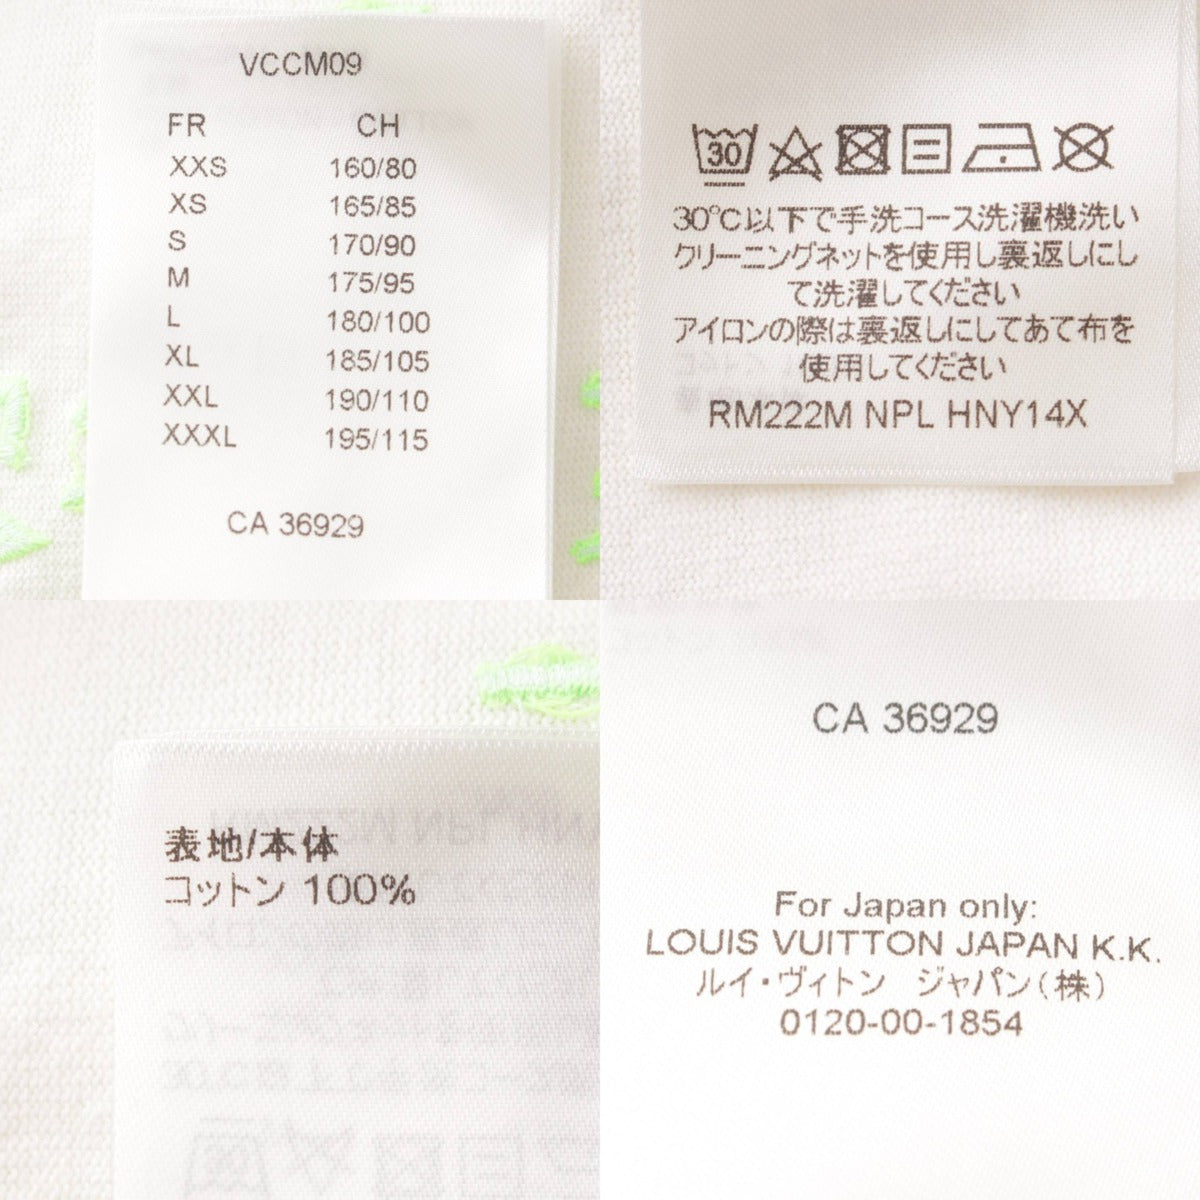 VCCM09
FR CH
XXS 160/80
XS 165/85
S 170/90
M 175/95
L 180/100
XL 185/105
XXL 190/110
XXXL 195/115
CA 36929
30
30℃以下で手洗コース洗濯機洗い
クリーニングネットを使用し裏返しにし
て洗濯してください
アイロンの際は裏返しにしてあて布を
使用してください
RM222M NPL HNY14X
表地/本体
コットン 100%
CA 36929
For Japan only:
LOUIS VUITTON JAPAN K.K.
ルイ・ヴィトン ジャパン(株)
0120-00-1854